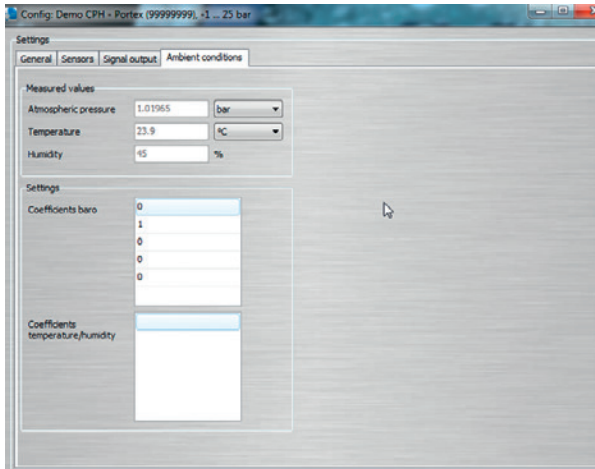 Config: Demo CPH - Portex (99999999), -1 ... 25 bar
Settings
General Sensors Signal output Ambient conditions
Measured values
Atmospheric pressure 1.01965 bar
Temperature 23.9 °C
Humidity 45 %
Settings
Coefficients baro 0
1
0
0
0
Coefficients
temperature/humidity